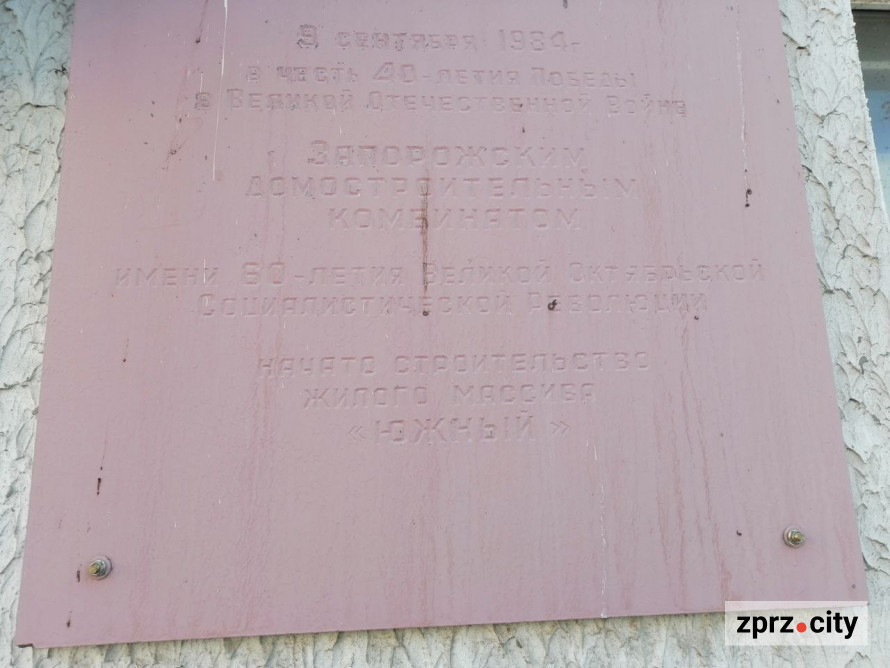 9 сентября 1984г
в честь 40-летия Победы
в Великой Отечественной Войне
Запорожским
домостроительным
комбинатом
имени 60-летия Великой Октябрьской
Социалистической Революции
начато строительство
жилого массива
«Южный»
zprz.city